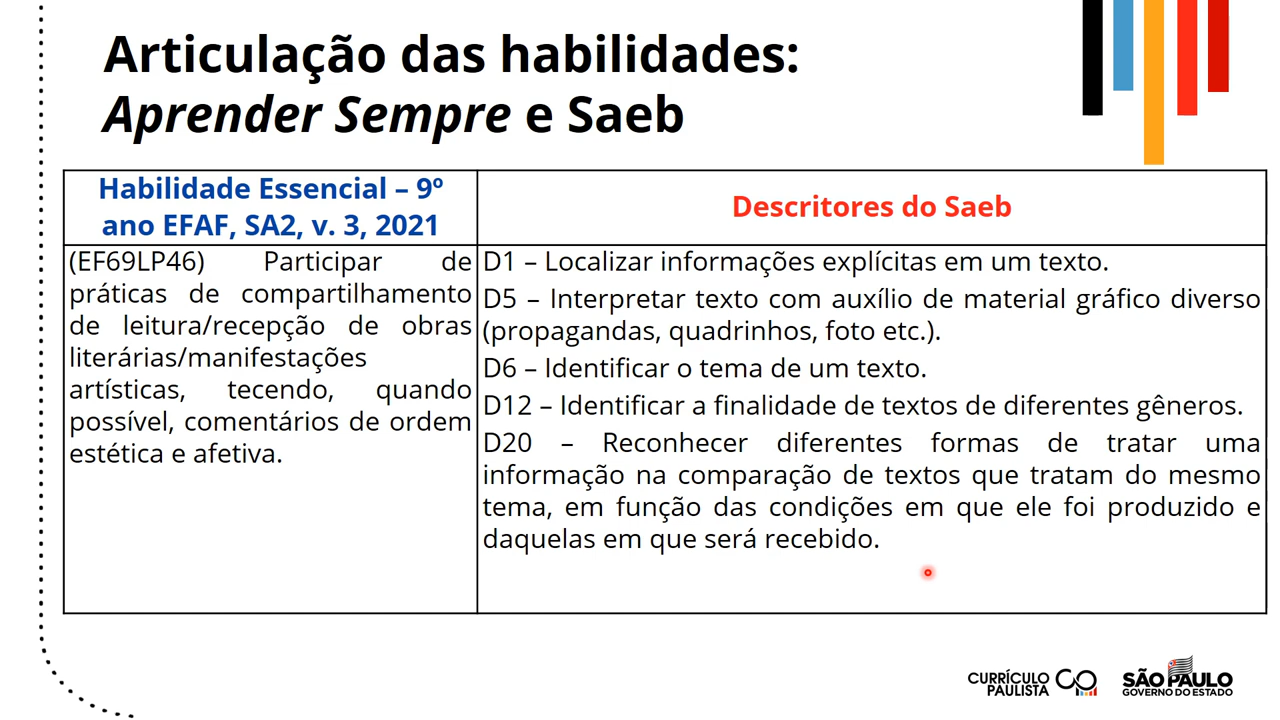 Articulação das habilidades:
Aprender Sempre e Saeb
Habilidade Essencial – 9º
ano EFAF, SA2, v. 3, 2021
Descritores do Saeb
(EF69LP46) Participar de
práticas de compartilhamento
de leitura/recepção de obras
literárias/manifestações
artísticas, tecendo, quando
possível, comentários de ordem
estética e afetiva.
D1 – Localizar informações explícitas em um texto.
D5 – Interpretar texto com auxílio de material gráfico diverso
(propagandas, quadrinhos, foto etc.).
D6 – Identificar o tema de um texto.
D12 – Identificar a finalidade de textos de diferentes gêneros.
D20 – Reconhecer diferentes formas de tratar uma
informação na comparação de textos que tratam do mesmo
tema, em função das condições em que ele foi produzido e
daquelas em que será recebido.
CURRÍCULO
PAULISTA
SÃO PAULO
GOVERNO DO ESTADO